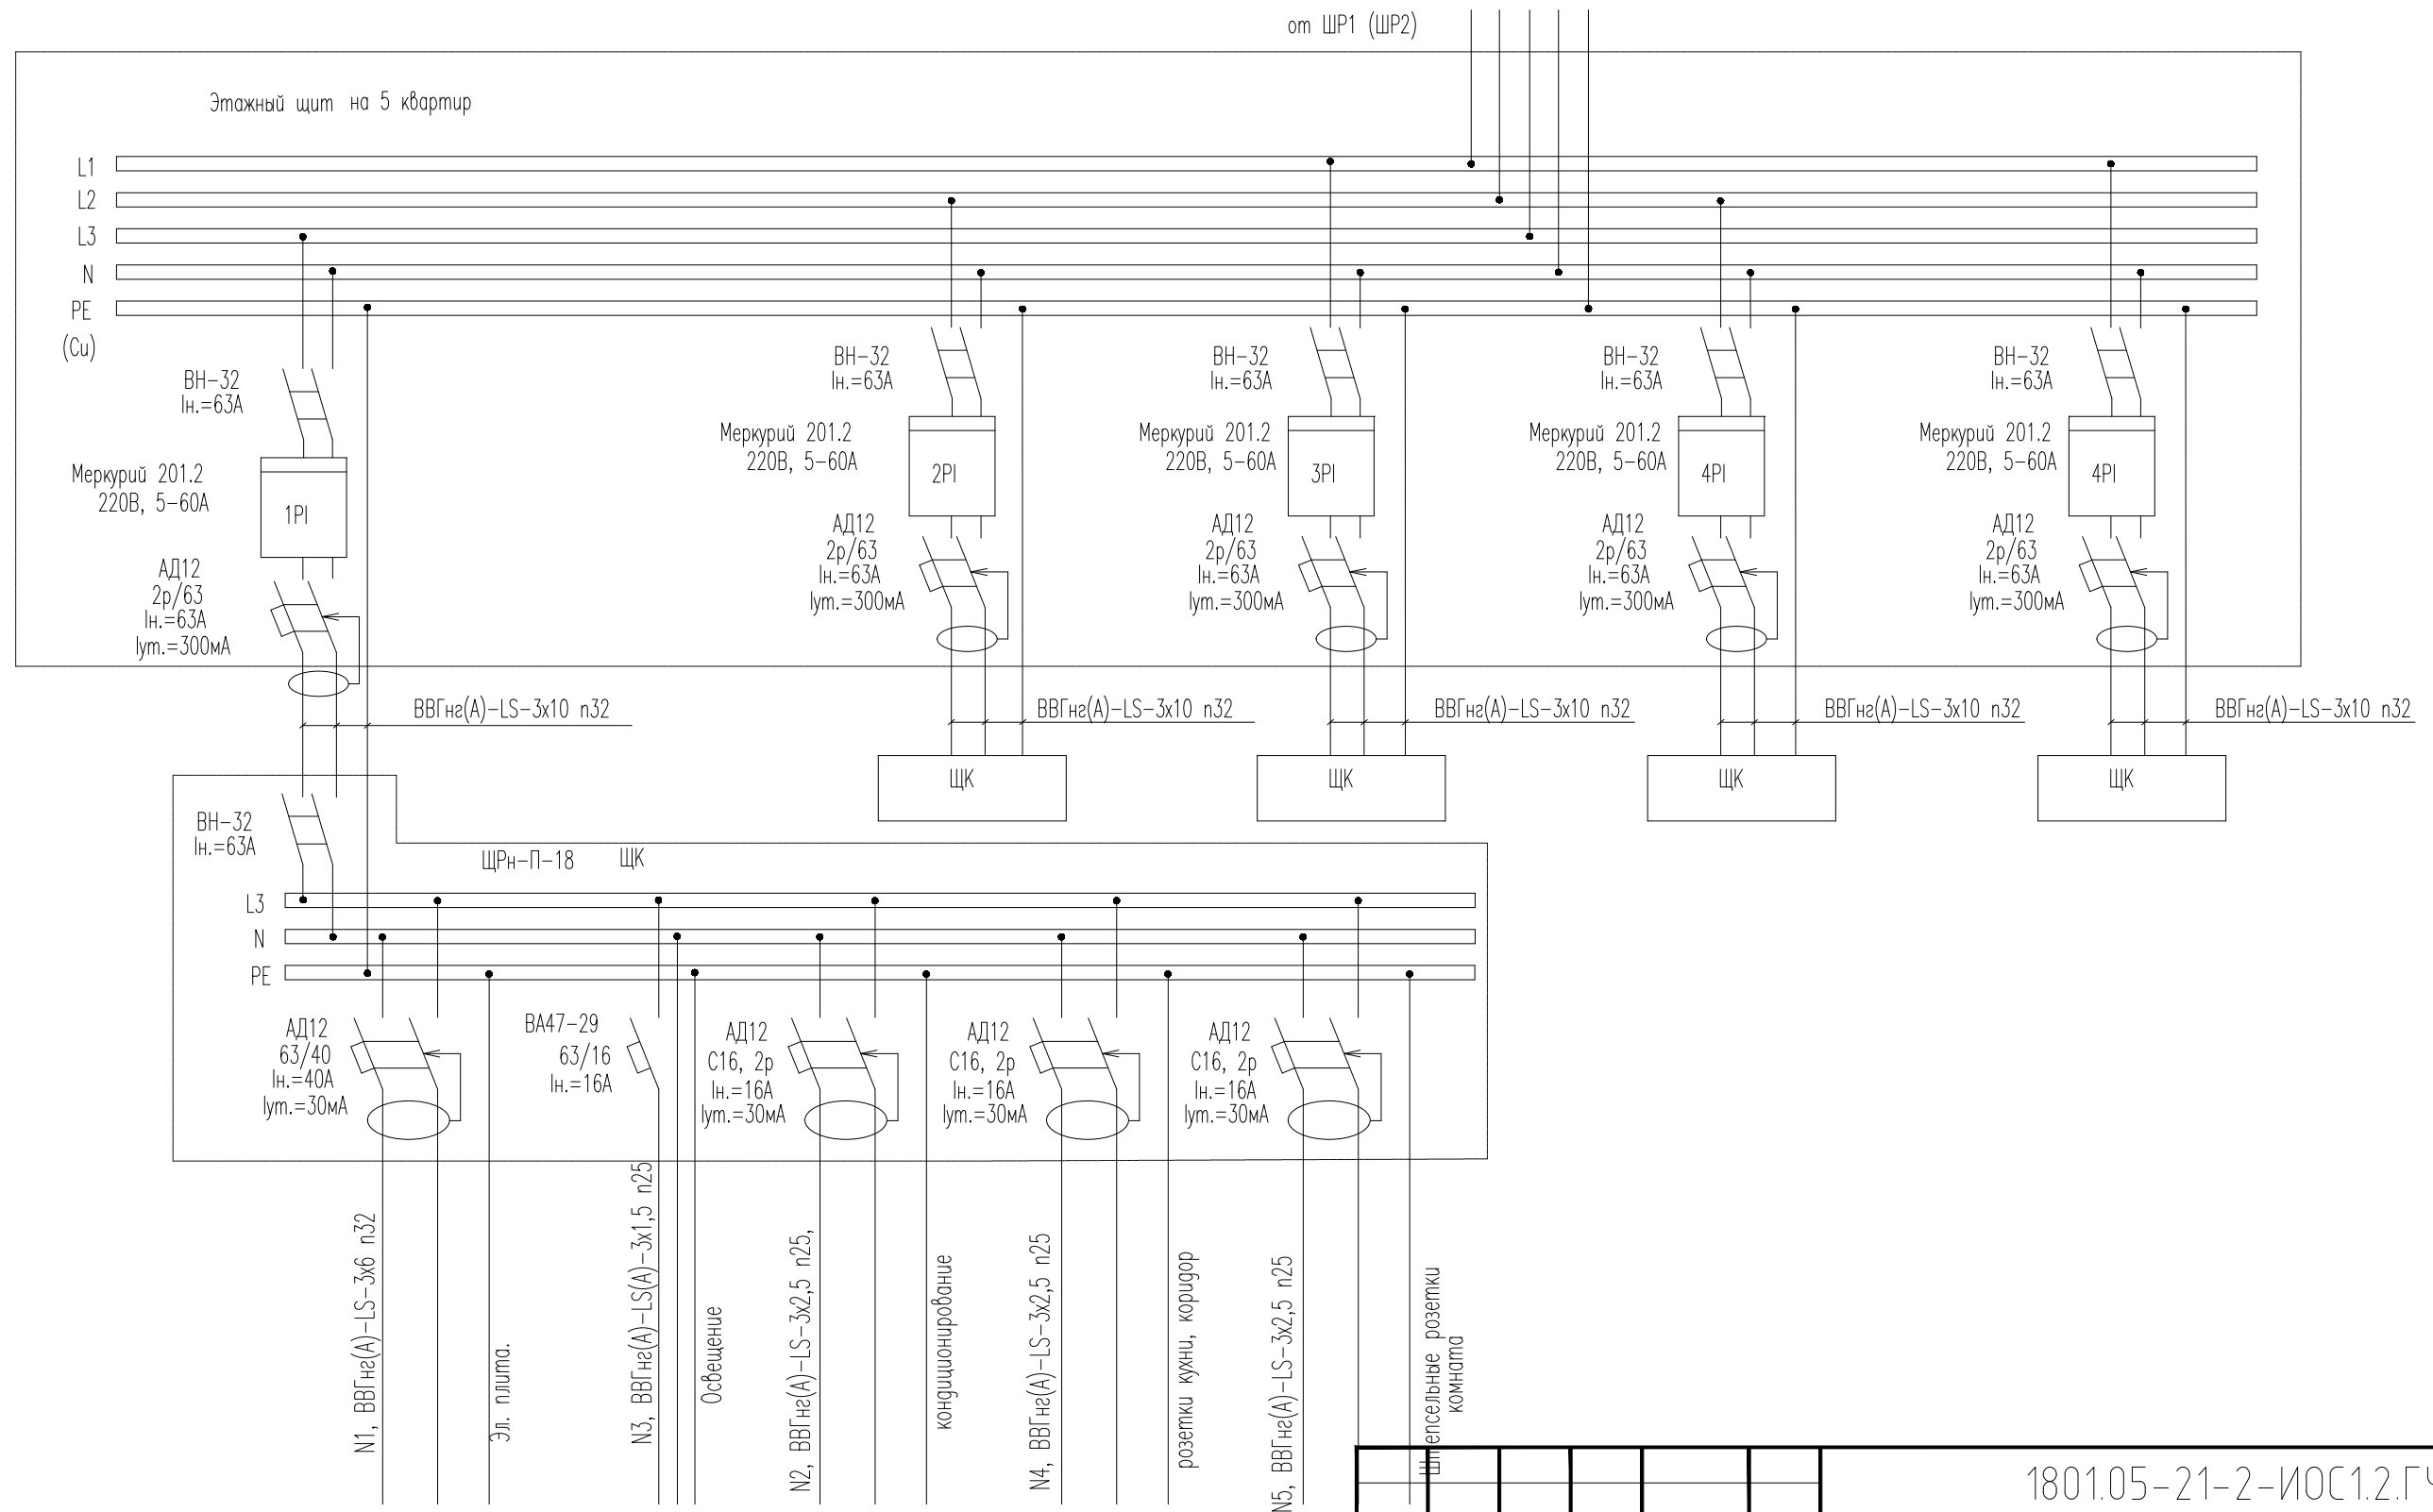 от ШР1 (ШР2)
Этажный щит на 5 квартир
L1
L2
L3
N
PE
(Cu)
ВН-32
Iн.=63А
Меркурий 201.2
220В, 5-60А
1PI
АД12
2р/63
Iн.=63А
Iут.=300мА
ВН-32
Iн.=63А
Меркурий 201.2
220В, 5-60А
2PI
АД12
2р/63
Iн.=63А
Iут.=300мА
ВН-32
Iн.=63А
Меркурий 201.2
220В, 5-60А
3PI
АД12
2р/63
Iн.=63А
Iут.=300мА
ВН-32
Iн.=63А
Меркурий 201.2
220В, 5-60А
4PI
АД12
2р/63
Iн.=63А
Iут.=300мА
ВН-32
Iн.=63А
Меркурий 201.2
220В, 5-60А
4PI
АД12
2р/63
Iн.=63А
Iут.=300мА
ВВГнг(А)-LS-3х10 п32
ВВГнг(А)-LS-3х10 п32
ВВГнг(А)-LS-3х10 п32
ВВГнг(А)-LS-3х10 п32
ВВГнг(А)-LS-3х10 п32
ЩК
ЩК
ЩК
ЩК
ВН-32
Iн.=63А
ЩРн-П-18 ЩК
L3
N
PE
АД12
63/40
Iн.=40А
Iут.=30мА
ВА47-29
63/16
Iн.=16А
АД12
С16, 2р
Iн.=16А
Iут.=30мА
АД12
С16, 2р
Iн.=16А
Iут.=30мА
АД12
С16, 2р
Iн.=16А
Iут.=30мА
N1, ВВГнг(А)-LS-3х6 п32
Эл. плита.
N3, ВВГнг(А)-LS(А)-3х1,5 п25
Освещение
N2, ВВГнг(А)-LS-3х2,5 п25,
кондиционирование
N4, ВВГнг(А)-LS-3х2,5 п25
розетки кухни, коридор
N5, ВВГнг(А)-LS-3х2,5 п25
Штепсельные розетки
комната
1801.05-21-2-ИОС1.2.ГЧ